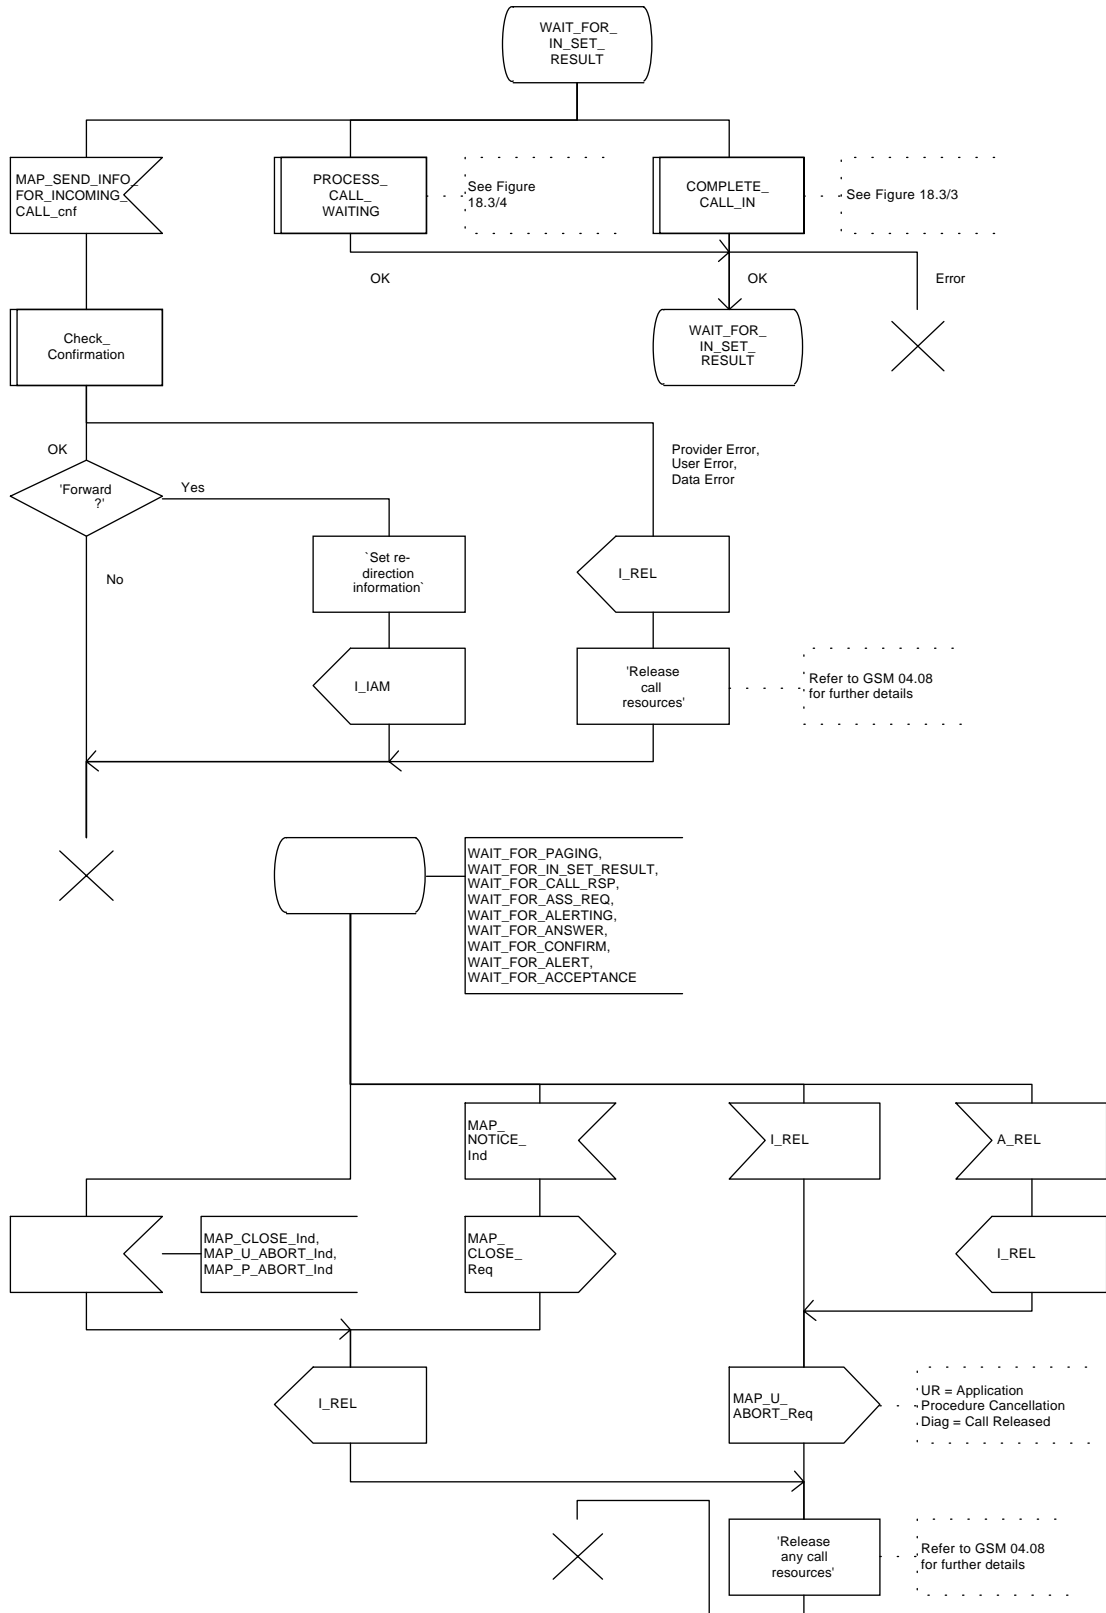 WAIT_FOR_
IN_SET_
RESULT
MAP_SEND_INFO_
FOR_INCOMING_
CALL_cnf
PROCESS_
CALL_
WAITING
See Figure
18.3/4
COMPLETE_
CALL_IN
See Figure 18.3/3
OK
OK
Error
Check_
Confirmation
WAIT_FOR_
IN_SET_
RESULT
OK
Provider Error,
User Error,
Data Error
'Forward
?'
Yes
No
`Set re-
direction
information`
I_REL
I_IAM
'Release
call
resources'
Refer to GSM 04.08
for further details
WAIT_FOR_PAGING,
WAIT_FOR_IN_SET_RESULT,
WAIT_FOR_CALL_RSP,
WAIT_FOR_ASS_REQ,
WAIT_FOR_ALERTING,
WAIT_FOR_ANSWER,
WAIT_FOR_CONFIRM,
WAIT_FOR_ALERT,
WAIT_FOR_ACCEPTANCE
MAP_
NOTICE_
Ind
I_REL
A_REL
MAP_CLOSE_Ind,
MAP_U_ABORT_Ind,
MAP_P_ABORT_Ind
MAP_
CLOSE_
Req
I_REL
I_REL
MAP_U_
ABORT_Req
UR = Application
Procedure Cancellation
Diag = Call Released
'Release
any call
resources'
Refer to GSM 04.08
for further details